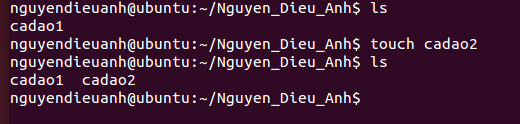 nguyendieuanh@ubuntu:~/Nguyen_Dieu_Anh$ ls
cadao1
nguyendieuanh@ubuntu:~/Nguyen_Dieu_Anh$ touch cadao2
nguyendieuanh@ubuntu:~/Nguyen_Dieu_Anh$ ls
cadao1  cadao2
nguyendieuanh@ubuntu:~/Nguyen_Dieu_Anh$